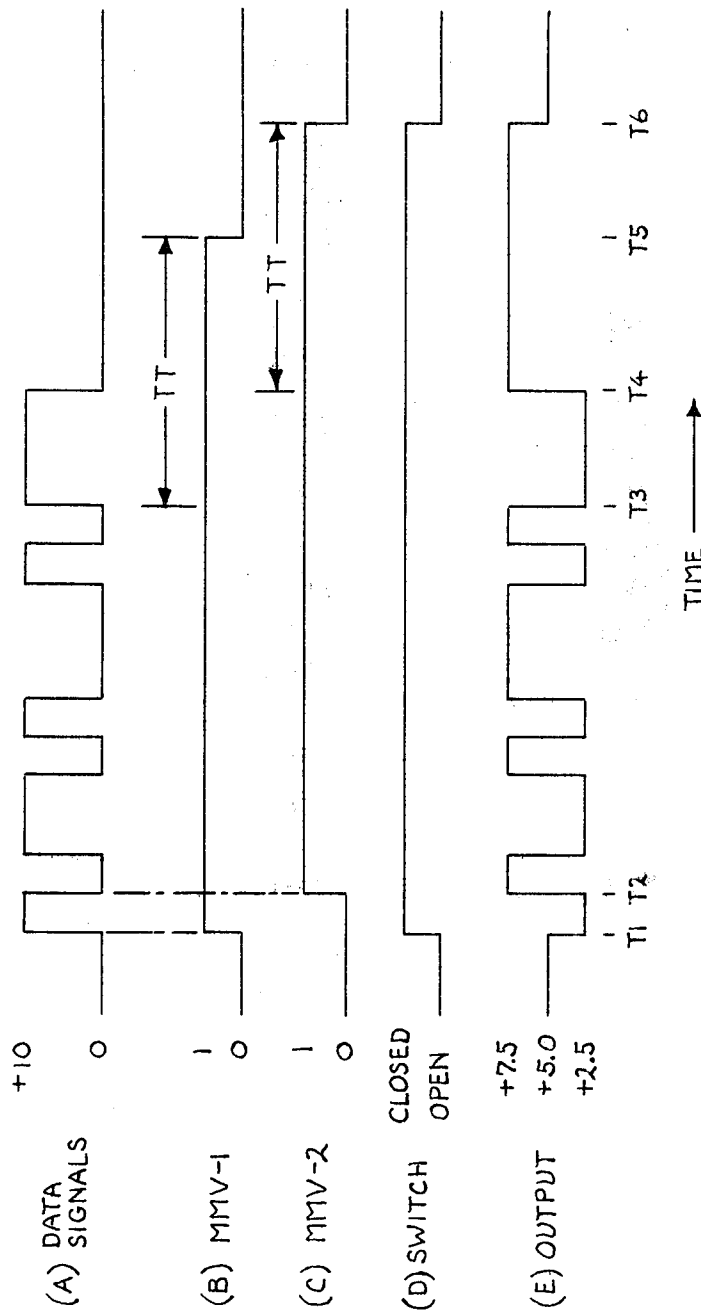 (A) DATA
SIGNALS
+10
0
(B) MMV-1
1
0
TT
(C) MMV-2
1
0
TT
(D) SWITCH
CLOSED
OPEN
(E) OUTPUT
+7.5
+5.0
+2.5
T1 T2 T3 T4 T5 T6
TIME